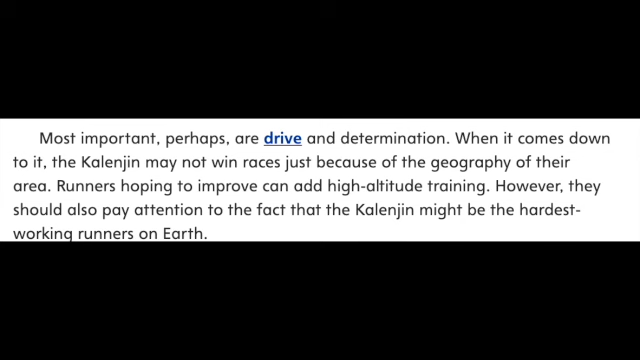 Most important, perhaps, are drive and determination. When it comes down
to it, the Kalenjin may not win races just because of the geography of their
area. Runners hoping to improve can add high-altitude training. However, they
should also pay attention to the fact that the Kalenjin might be the hardest-
working runners on Earth.